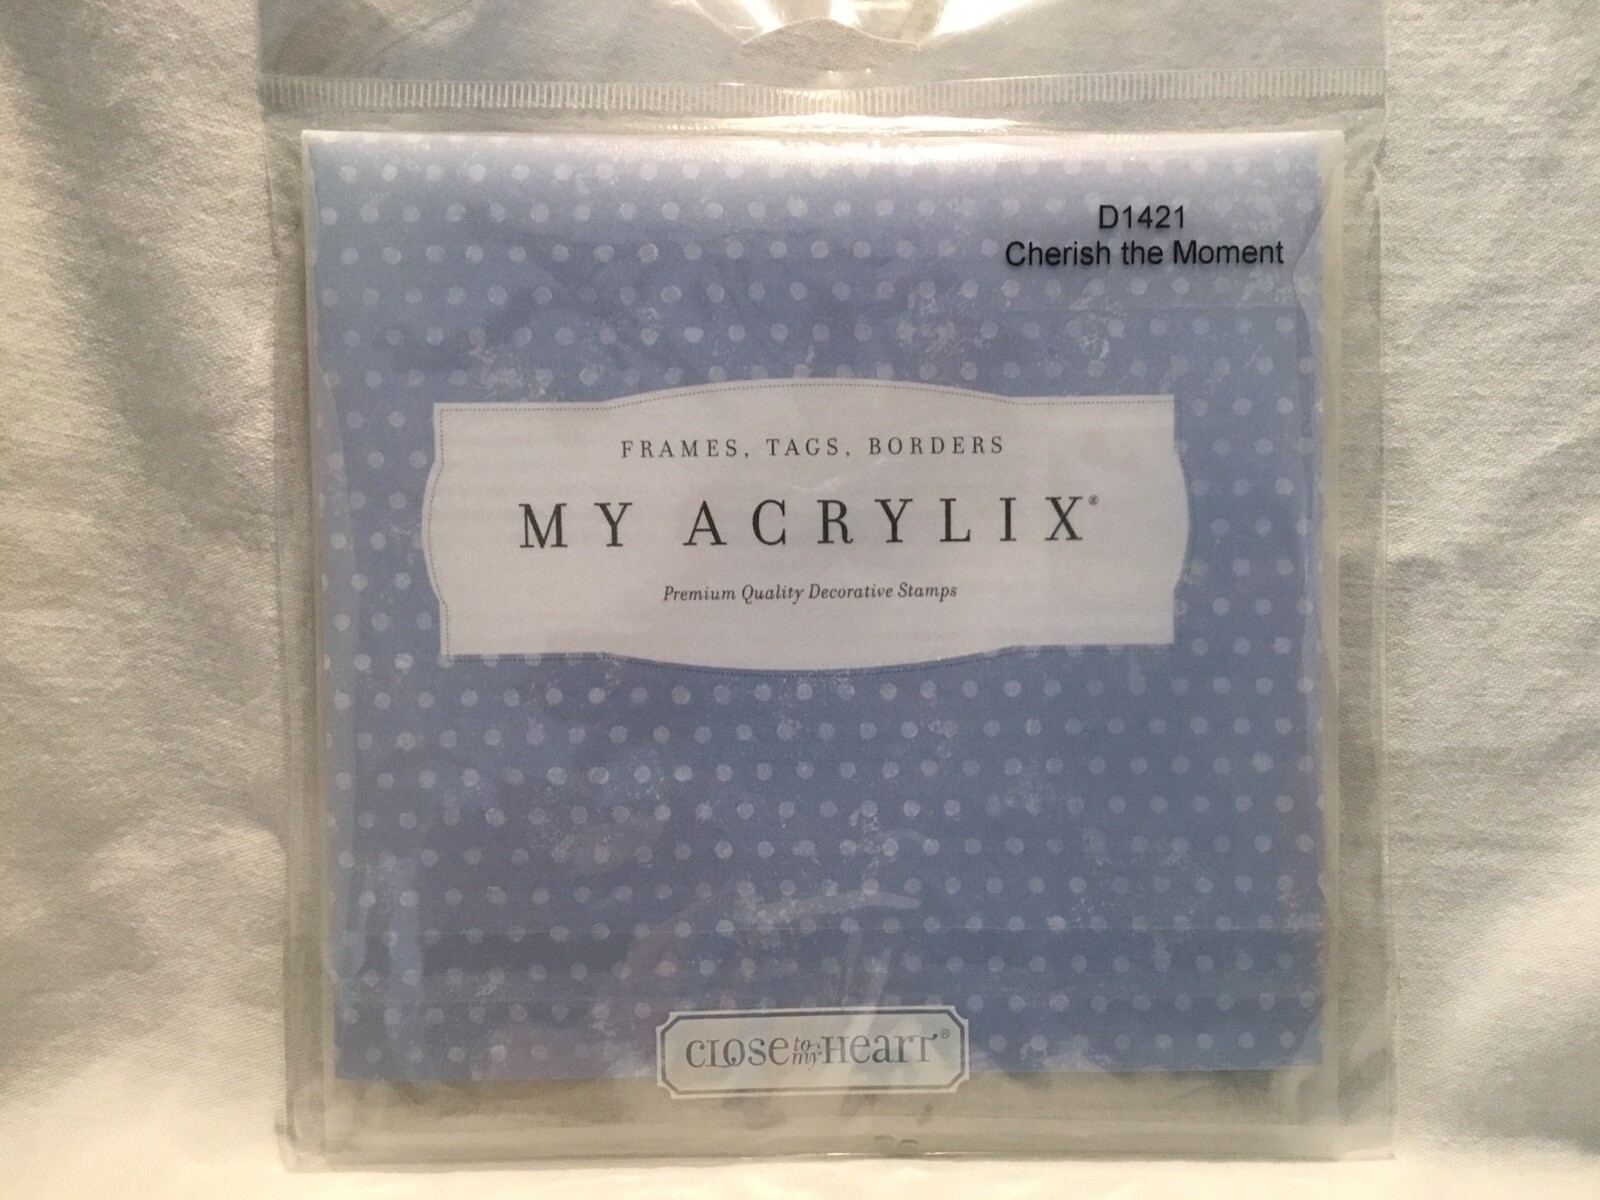 D1421
Cherish the Moment
FRAMES, TAGS, BORDERS
MY ACRYLIX®
Premium Quality Decorative Stamps
CLOSE to my HEART®